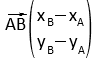 AB (x_B − x_A
y_B − y_A)